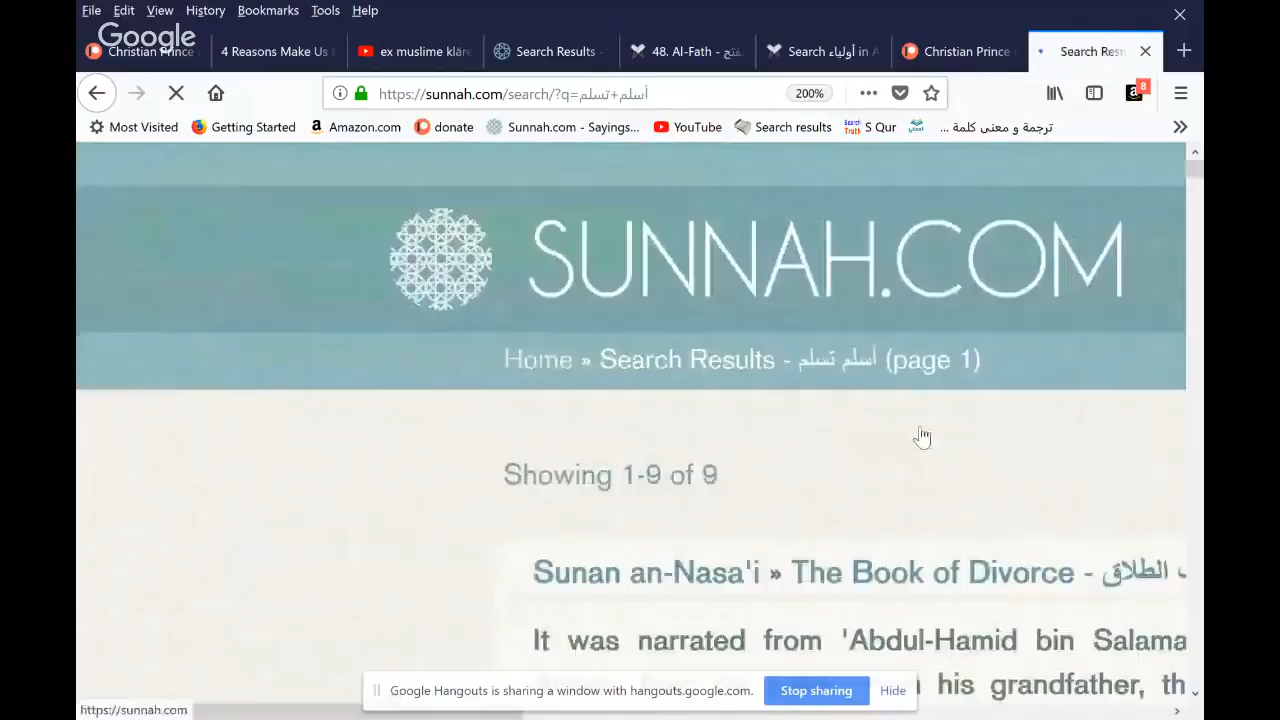 File Edit View History Bookmarks Tools Help
Google
Christian Prince
4 Reasons Make Us
ex muslime kläre
Search Results -
48. Al-Fath - الفتح
Search أولياء in A
Christian Prince
Search Resu
https://sunnah.com/search/?q=أسلم+تسلم
200%
8
Most Visited
Getting Started
Amazon.com
donate
Sunnah.com - Sayings...
YouTube
Search results
Search Truth
S Qur
ترجمة و معنى كلمة ...
SUNNAH.COM
Home » Search Results - أسلم تسلم (page 1)
Showing 1-9 of 9
Sunan an-Nasa'i » The Book of Divorce - ب الطلاق
It was narrated from 'Abdul-Hamid bin Salama
his grandfather, th
Google Hangouts is sharing a window with hangouts.google.com.
Stop sharing
Hide
https://sunnah.com